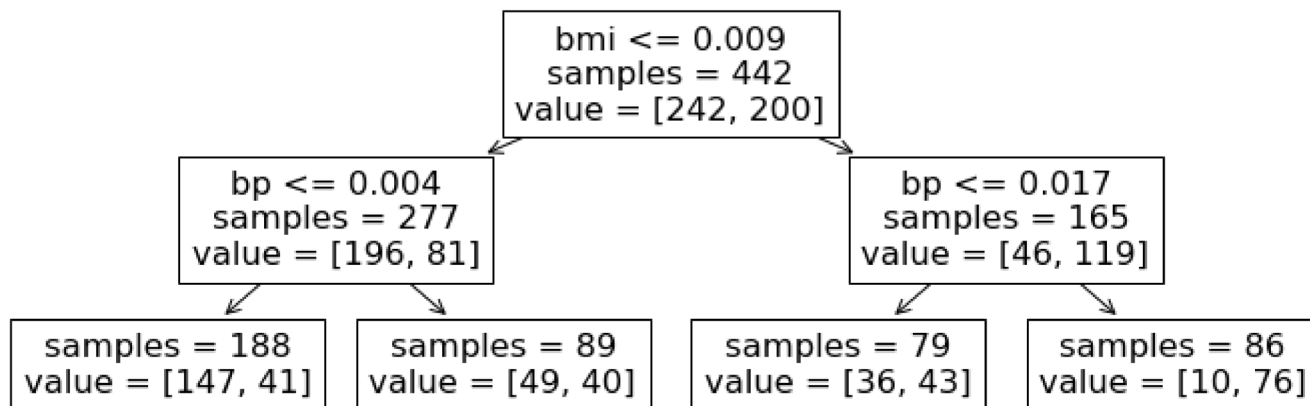 bmi <= 0.009
samples = 442
value = [242, 200]
bp <= 0.004
samples = 277
value = [196, 81]
bp <= 0.017
samples = 165
value = [46, 119]
samples = 188
value = [147, 41]
samples = 89
value = [49, 40]
samples = 79
value = [36, 43]
samples = 86
value = [10, 76]